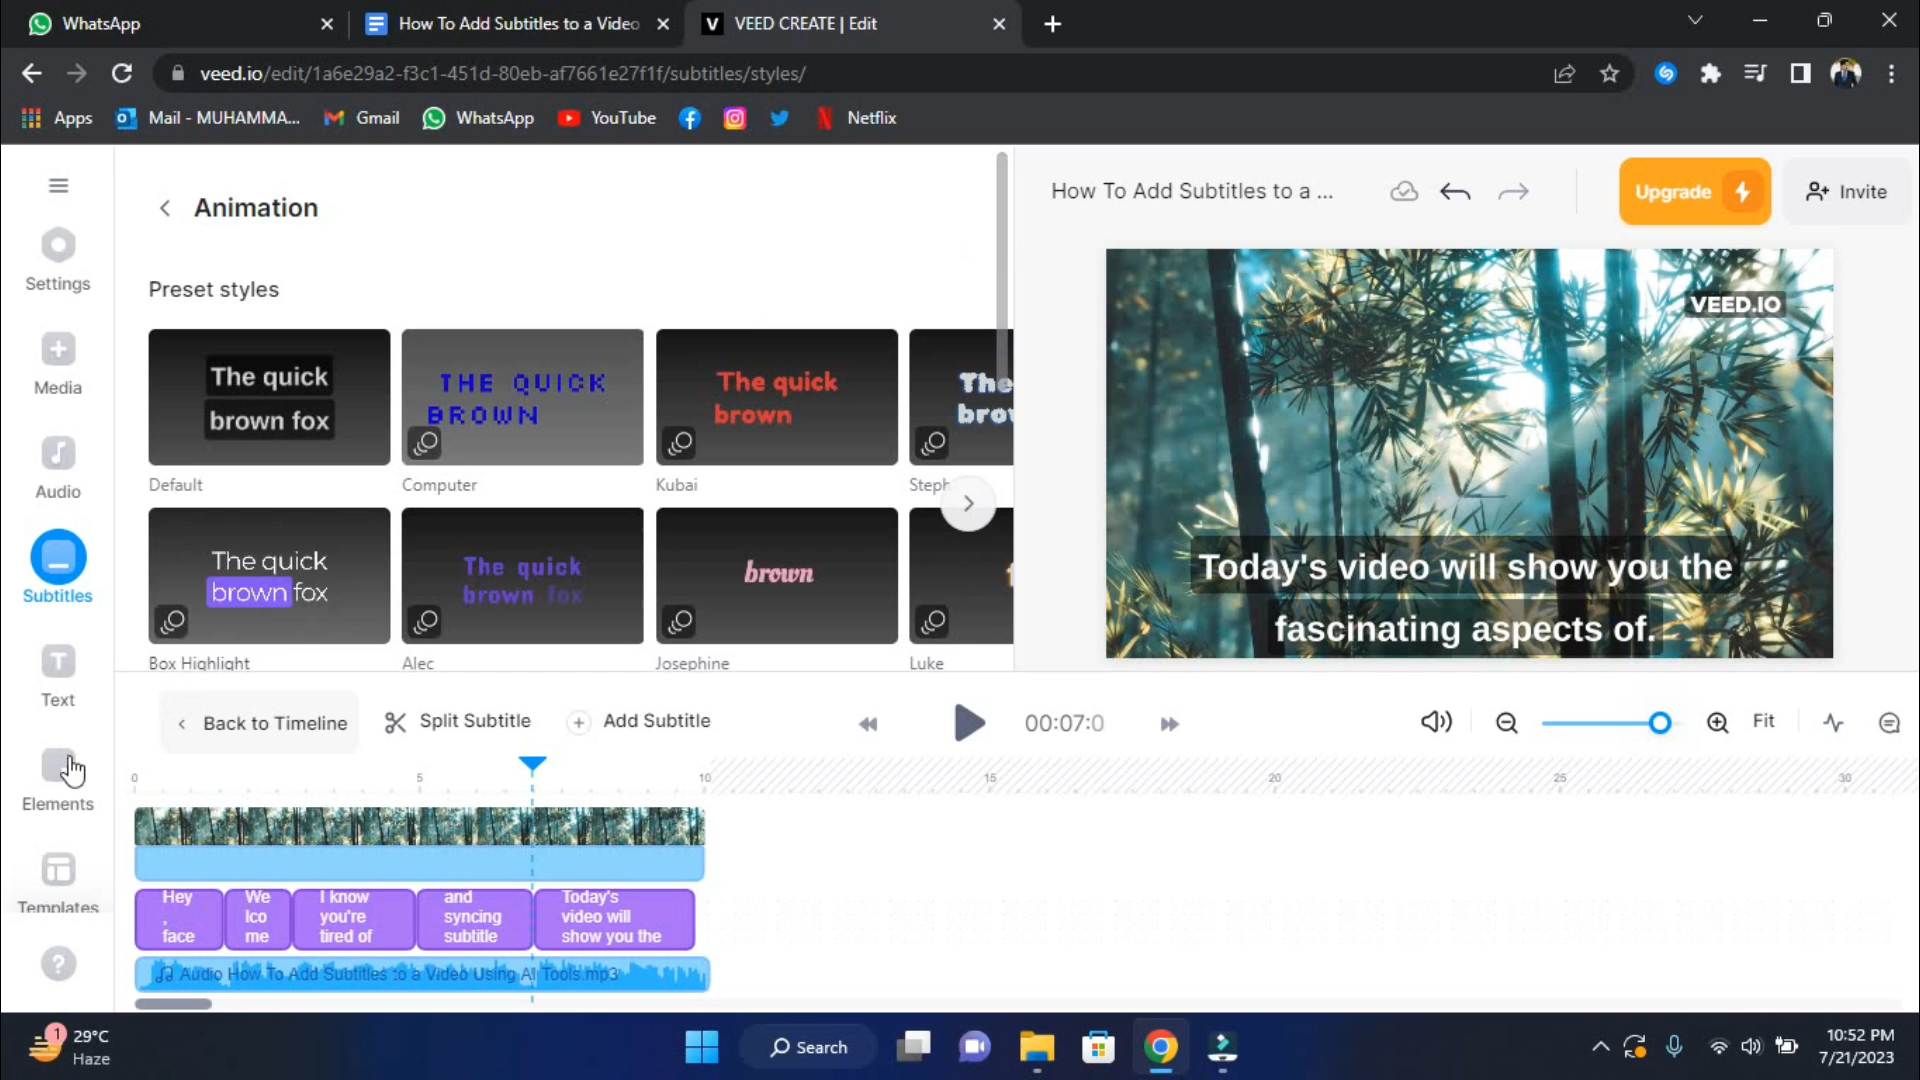 WhatsApp
How To Add Subtitles to a Video
VEED CREATE | Edit
veed.io/edit/1a6e29a2-f3c1-451d-80eb-af7661e27f1f/subtitles/styles/
Apps
Mail - MUHAMMA...
Gmail
WhatsApp
YouTube
Netflix
Settings
Media
Audio
Subtitles
Text
Elements
Templates
Animation
Preset styles
The quick
brown fox
Default
THE QUICK
BROWN
Computer
The quick
brown
Kubai
The
brow
Steph
The quick
brown fox
Box Highlight
The quick
brown fox
Alec
brown
Josephine
Luke
How To Add Subtitles to a ...
Upgrade
Invite
VEED.IO
Today's video will show you the
fascinating aspects of.
Back to Timeline
Split Subtitle
Add Subtitle
00:07:0
Fit
0
5
10
15
20
25
30
Hey
,
face
We
lco
me
I know
you're
tired of
and
syncing
subtitle
Today's
video will
show you the
Audio How To Add Subtitles to a Video Using AI Tools.mp3
1
29°C
Haze
Search
10:52 PM
7/21/2023